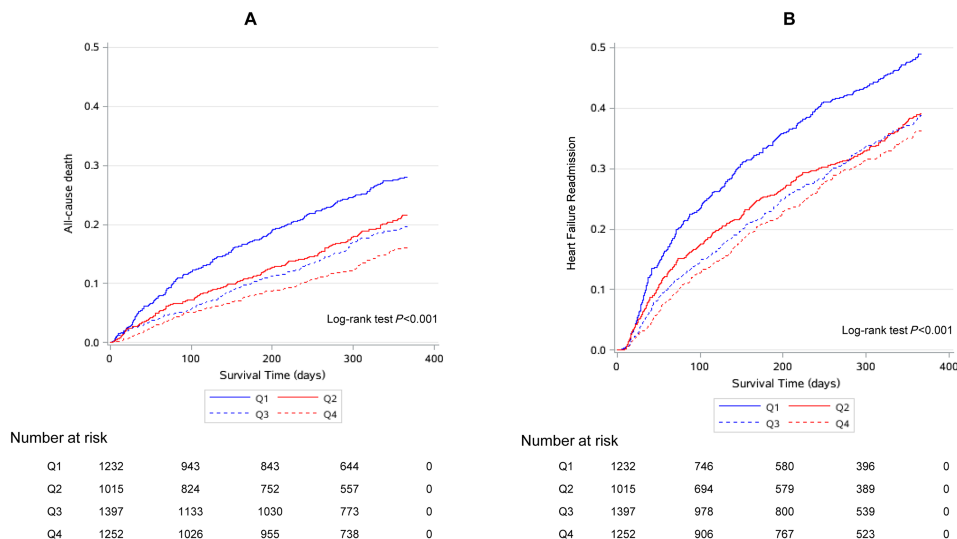 A
0.5
0.4
0.3
0.2
0.1
0.0
All-cause death
0 100 200 300 400
Survival Time (days)
Log-rank test P<0.001
Q1 Q2
Q3 Q4
Number at risk
Q1 1232 943 843 644 0
Q2 1015 824 752 557 0
Q3 1397 1133 1030 773 0
Q4 1252 1026 955 738 0
B
0.5
0.4
0.3
0.2
0.1
0.0
Heart Failure Readmission
0 100 200 300 400
Survival Time (days)
Log-rank test P<0.001
Q1 Q2
Q3 Q4
Number at risk
Q1 1232 746 580 396 0
Q2 1015 694 579 389 0
Q3 1397 978 800 539 0
Q4 1252 906 767 523 0